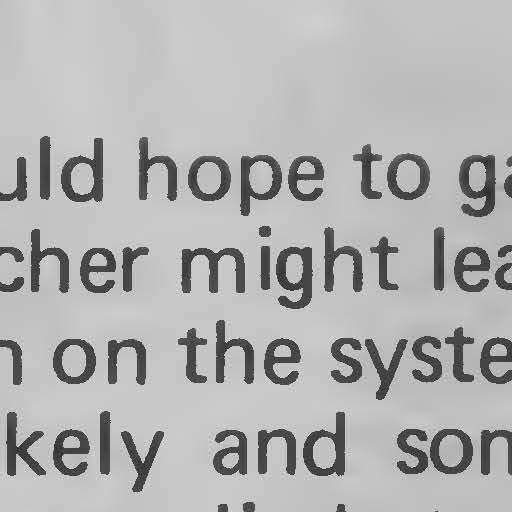 uld hope to ga
cher might lea
n on the syste
kely and son